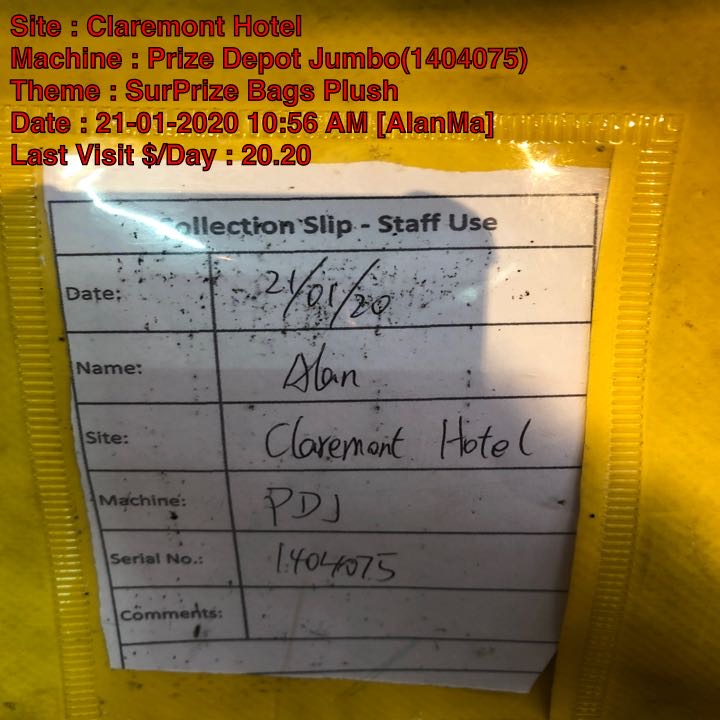 Site : Claremont Hotel
Machine : Prize Depot Jumbo(1404075)
Theme : SurPrize Bags Plush
Date : 21-01-2020 10:56 AM [AlanMa]
Last Visit $/Day : 20.20
Collection Slip - Staff Use
Date: 21/01/20
Name: Alan
Site: Claremont Hotel
Machine: PDJ
Serial No.: 1404075
Comments: